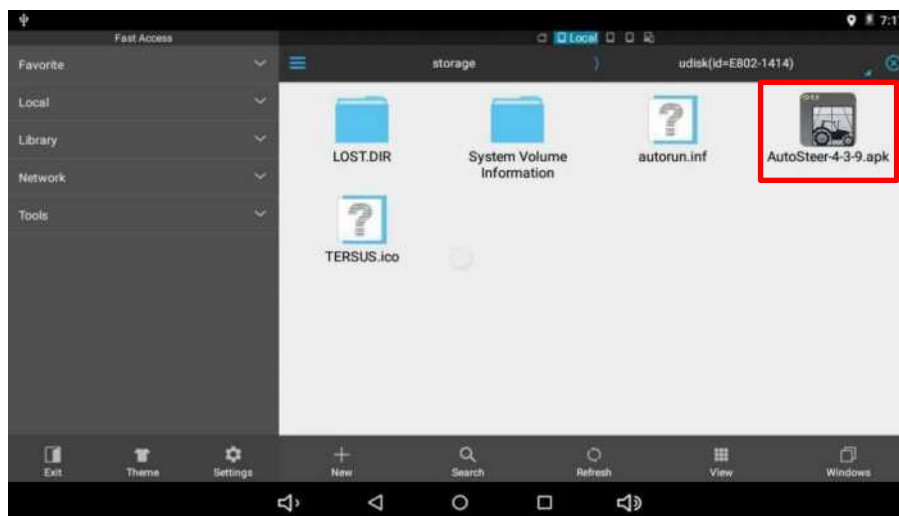 7:1
Fast Access
Local
Favorite
storage
udisk(id=E802-1414)
Local
Library
Network
Tools
LOST.DIR
System Volume
Information
autorun.inf
AutoSteer-4-3-9.apk
TERSUS.ico
Exit
Theme
Settings
New
Search
Refresh
View
Windows